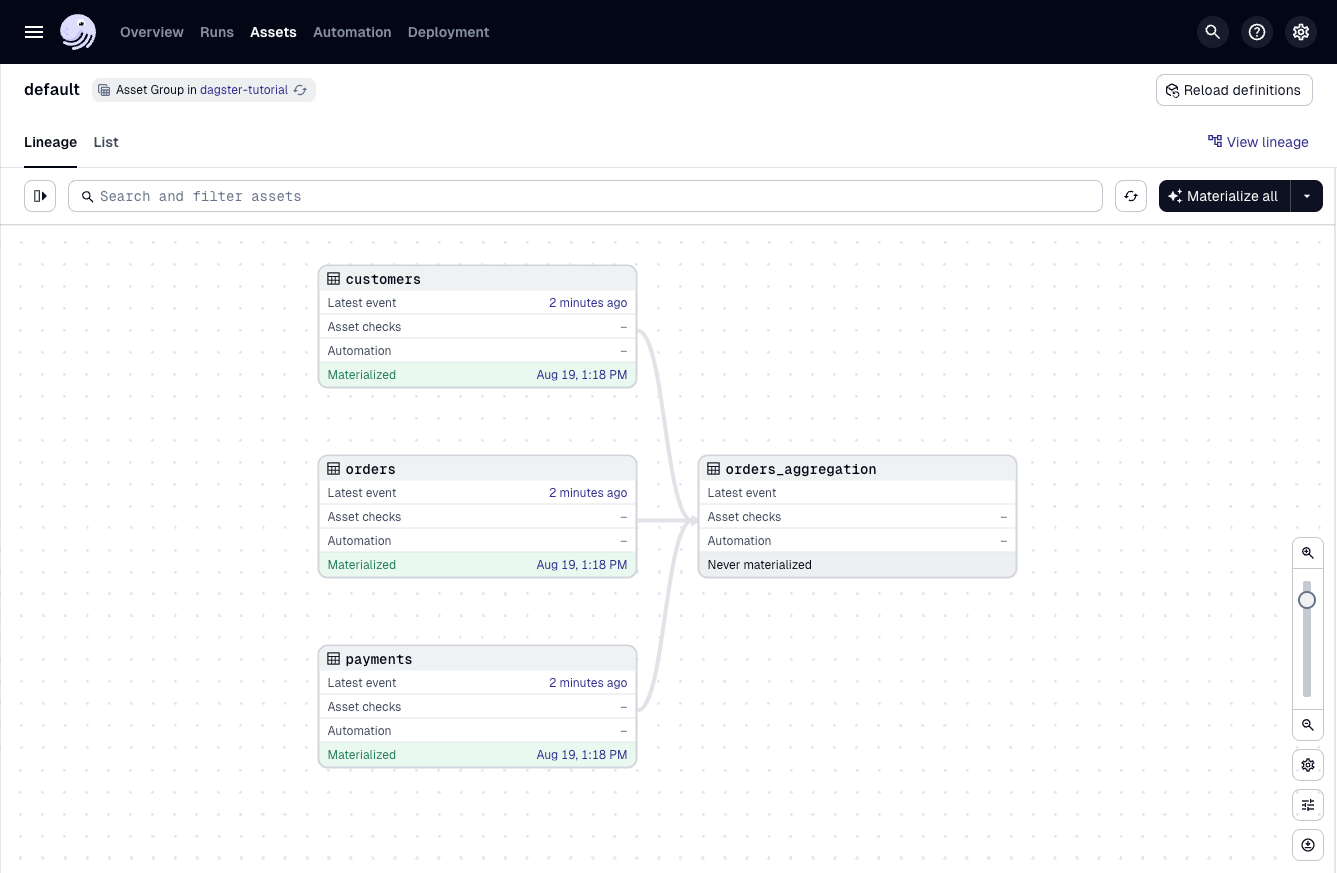 Overview Runs Assets Automation Deployment
default Asset Group in dagster-tutorial Reload definitions
Lineage List View lineage
Search and filter assets Materialize all
customers
Latest event 2 minutes ago
Asset checks –
Automation –
Materialized Aug 19, 1:18 PM
orders
Latest event 2 minutes ago
Asset checks –
Automation –
Materialized Aug 19, 1:18 PM
orders_aggregation
Latest event
Asset checks –
Automation –
Never materialized
payments
Latest event 2 minutes ago
Asset checks –
Automation –
Materialized Aug 19, 1:18 PM